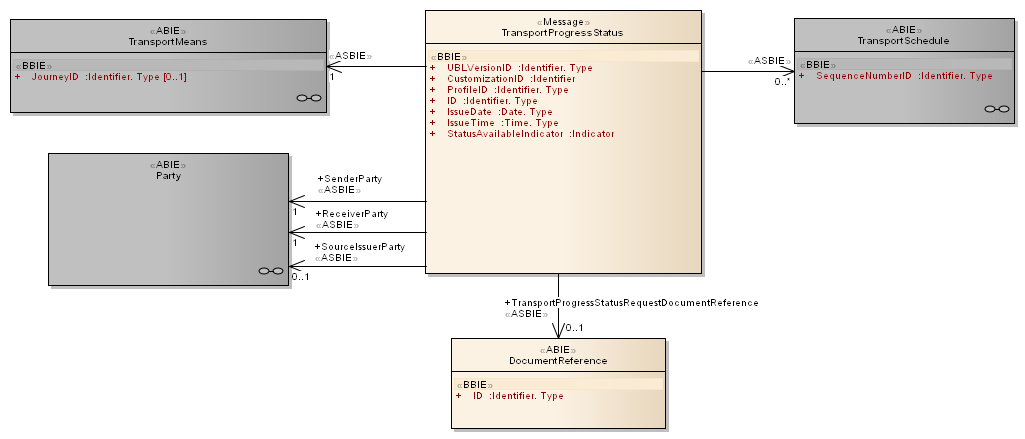 «ABIE»
TransportMeans
«BBIE»
+ JourneyID :Identifier. Type [0..1]
«ASBIE»
1
«Message»
TransportProgressStatus
«BBIE»
+ UBLVersionID :Identifier. Type
+ CustomizationID :Identifier
+ ProfileID :Identifier. Type
+ ID :Identifier. Type
+ IssueDate :Date. Type
+ IssueTime :Time. Type
+ StatusAvailableIndicator :Indicator
«ASBIE»
0..*
«ABIE»
TransportSchedule
«BBIE»
+ SequenceNumberID :Identifier. Type
«ABIE»
Party
+SenderParty
«ASBIE»
1
+ReceiverParty
«ASBIE»
1
+SourceIssuerParty
«ASBIE»
0..1
+TransportProgressStatusRequestDocumentReference
«ASBIE»
0..1
«ABIE»
DocumentReference
«BBIE»
+ ID :Identifier. Type